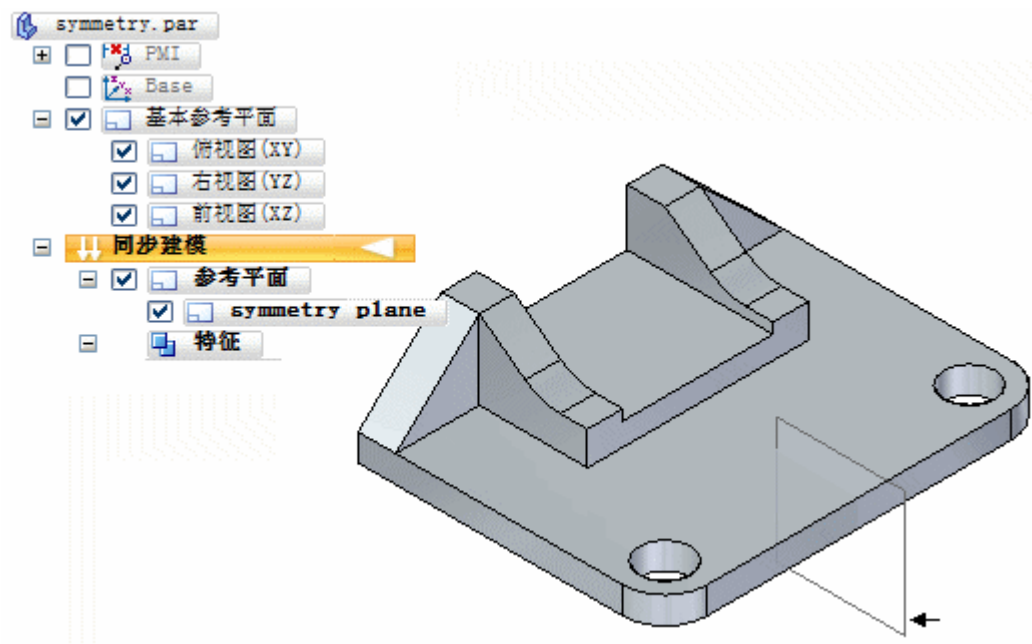 symmetry.par
PMI
Base
基本参考平面
俯视图(XY)
右视图(YZ)
前视图(XZ)
同步建模
参考平面
symmetry plane
特征